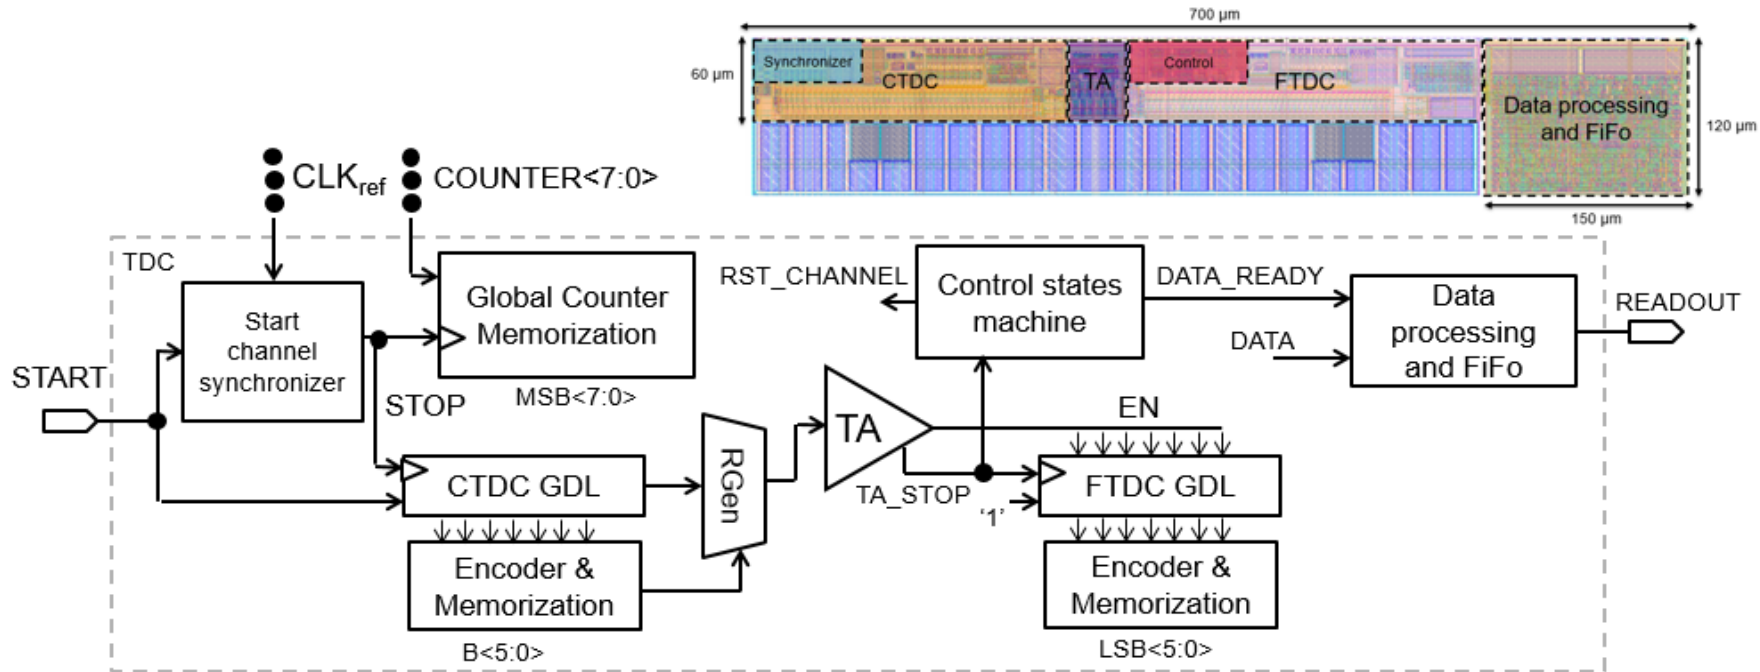 700 µm
60 µm
Synchronizer
CTDC
TA
Control
FTDC
Data processing
and FiFo
120 µm
150 µm
CLKref
COUNTER<7:0>
TDC
START
Start
channel
synchronizer
Global Counter
Memorization
MSB<7:0>
STOP
CTDC GDL
Encoder &
Memorization
B<5:0>
RGen
TA
TA_STOP
RST_CHANNEL
Control states
machine
DATA_READY
DATA
Data
processing
and FiFo
READOUT
EN
'1'
FTDC GDL
Encoder &
Memorization
LSB<5:0>